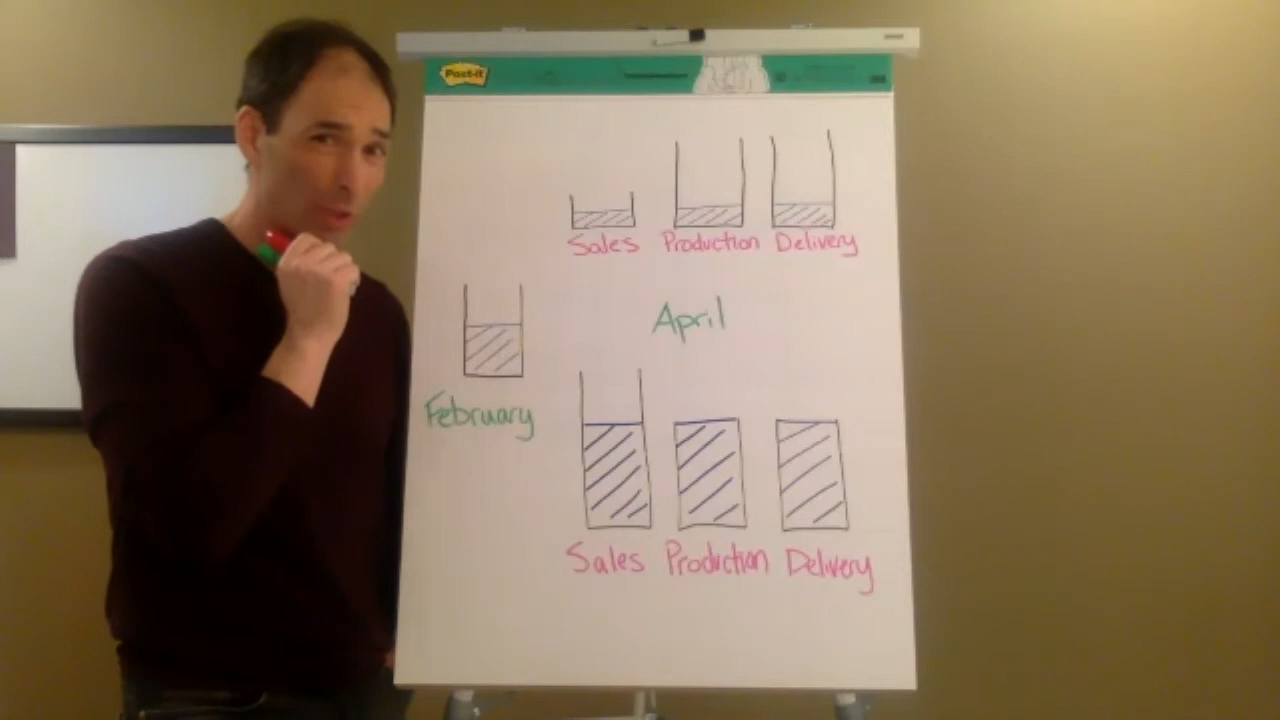 Post-it
Sales Production Delivery
April
February
Sales Production Delivery